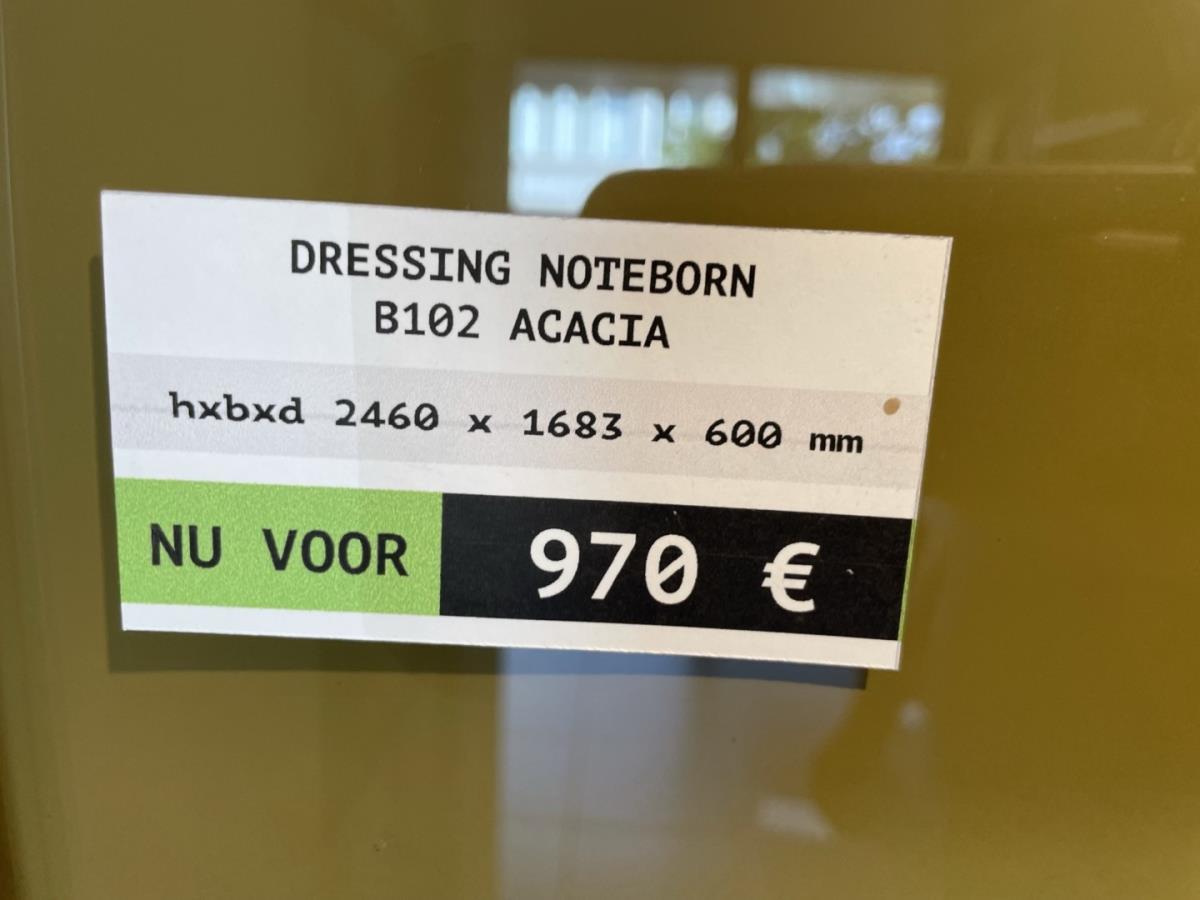 DRESSING NOTEBORN
B102 ACACIA
hxbxd 2460 x 1683 x 600 mm
NU VOOR 970 €